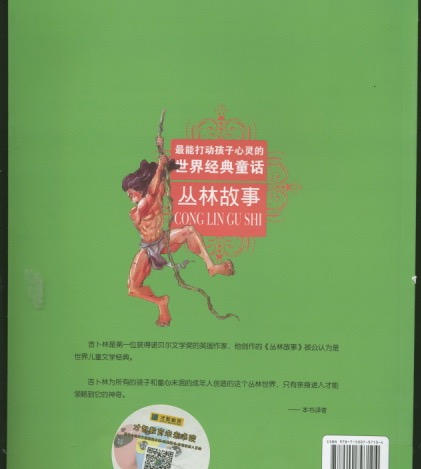 最能打动孩子心灵的
世界经典童话
丛林故事
CONG LIN GU SHI
吉卜林是第一位获得诺贝尔文学奖的英国作家，他创作的《丛林故事》被公认为是
世界儿童文学经典。
吉卜林为所有的孩子和童心未泯的成年人创造的这个丛林世界，只有亲身进入才能
领略到它的神奇。
——本书译者